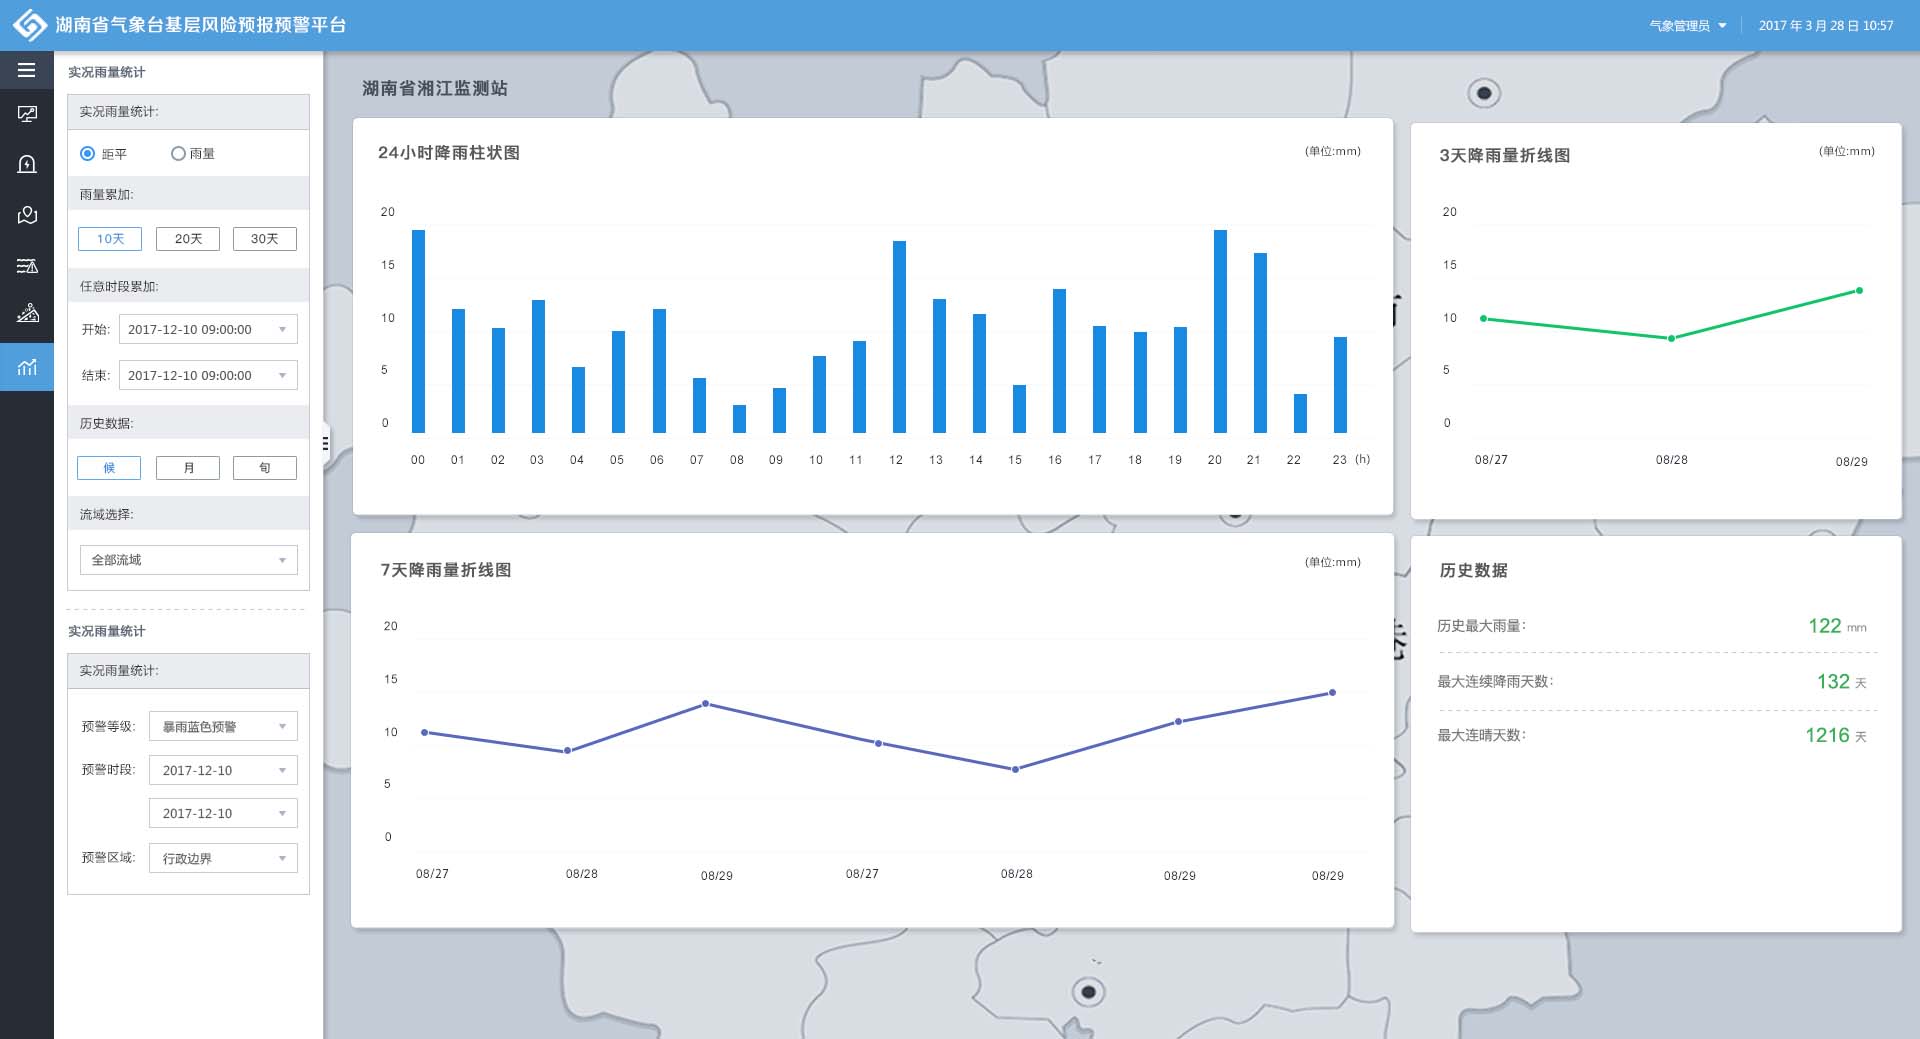 湖南省气象台基层风险预报预警平台
气象管理员
2017 年 3 月 28 日 10:57
实况雨量统计
实况雨量统计:
距平 雨量
雨量累加:
10天 20天 30天
任意时段累加:
开始: 2017-12-10 09:00:00
结束: 2017-12-10 09:00:00
历史数据:
候 月 旬
流域选择:
全部流域
实况雨量统计
实况雨量统计:
预警等级: 暴雨蓝色预警
预警时段: 2017-12-10
2017-12-10
预警区域: 行政边界
湖南省湘江监测站
24小时降雨柱状图
(单位:mm)
20
15
10
5
0
00 01 02 03 04 05 06 07 08 09 10 11 12 13 14 15 16 17 18 19 20 21 22 23 (h)
3天降雨量折线图
(单位:mm)
20
15
10
5
0
08/27 08/28 08/29
7天降雨量折线图
(单位:mm)
20
15
10
5
0
08/27 08/28 08/29 08/27 08/28 08/29 08/29
历史数据
历史最大雨量: 122 mm
最大连续降雨天数: 132 天
最大连晴天数: 1216 天